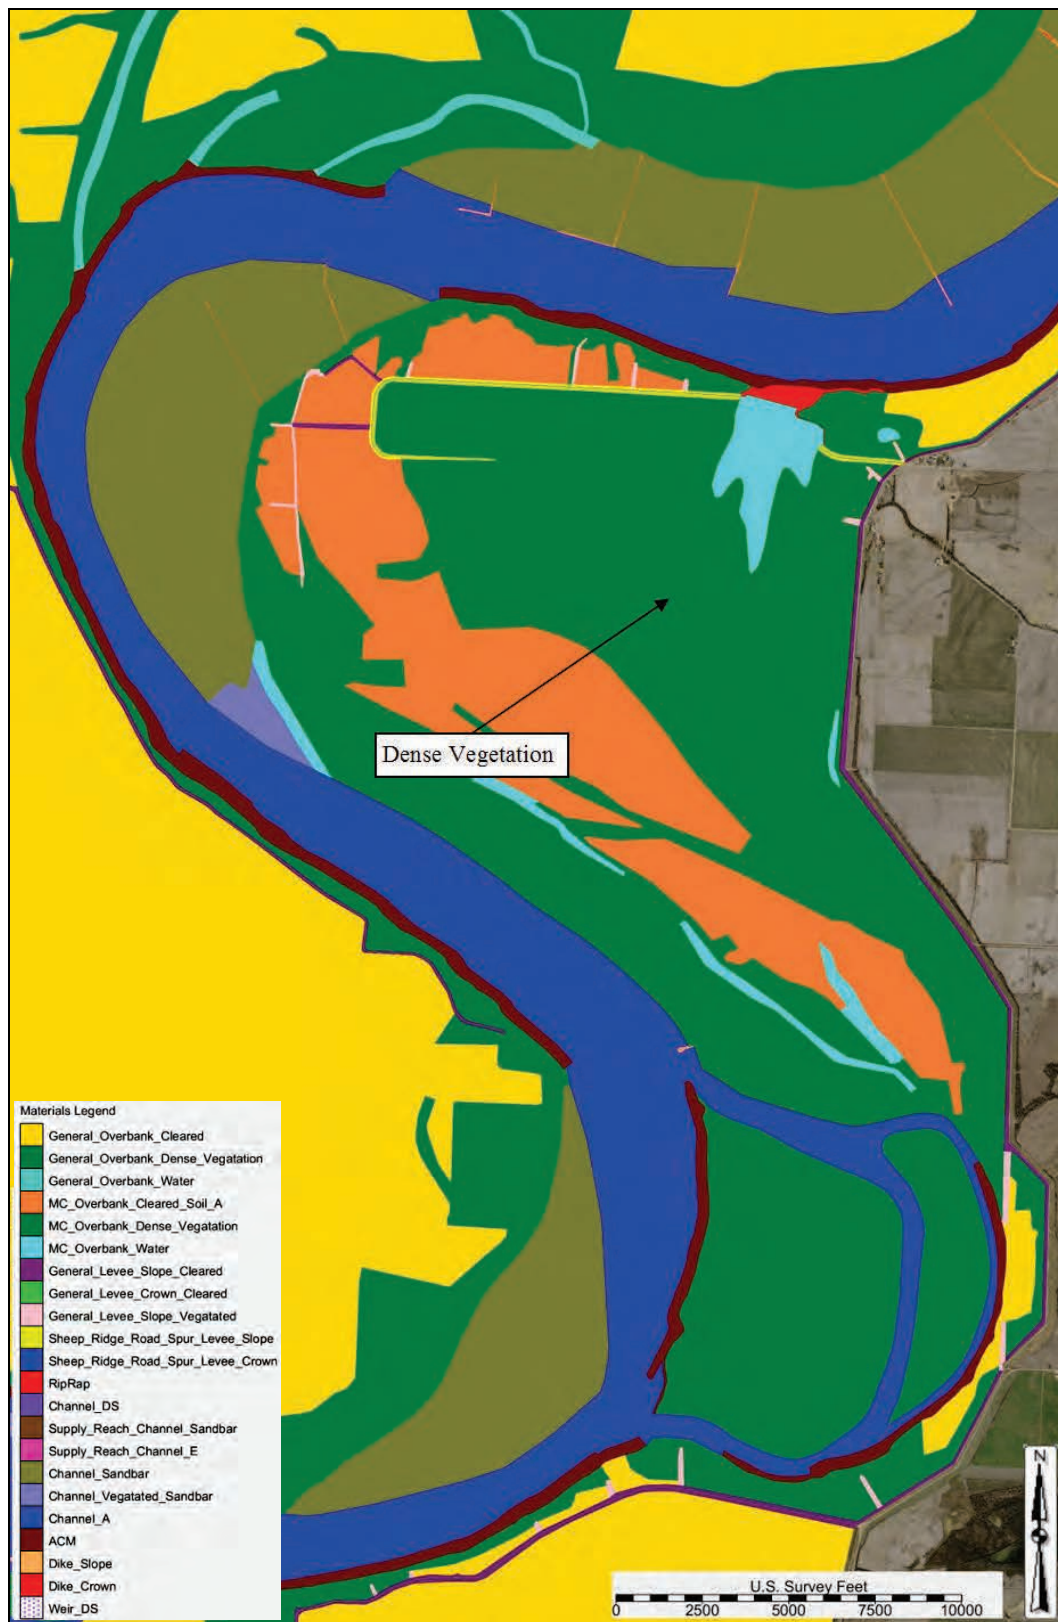 Dense Vegetation
Materials Legend
General_Overbank_Cleared
General_Overbank_Dense_Vegatation
General_Overbank_Water
MC_Overbank_Cleared_Soil_A
MC_Overbank_Dense_Vegatation
MC_Overbank_Water
General_Levee_Slope_Cleared
General_Levee_Crown_Cleared
General_Levee_Slope_Vegatated
Sheep_Ridge_Road_Spur_Levee_Slope
Sheep_Ridge_Road_Spur_Levee_Crown
RipRap
Channel_DS
Supply_Reach_Channel_Sandbar
Supply_Reach_Channel_E
Channel_Sandbar
Channel_Vegatated_Sandbar
Channel_A
ACM
Dike_Slope
Dike_Crown
Weir_DS
N
U.S. Survey Feet
0 2500 5000 7500 10000